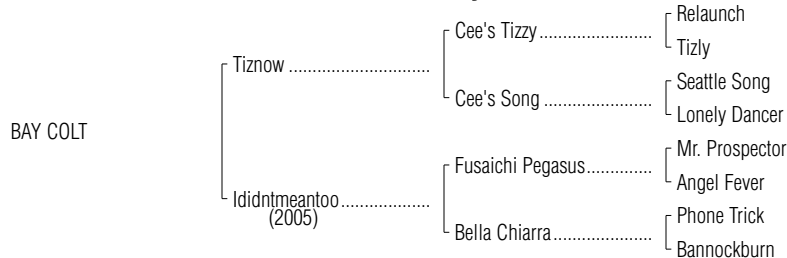 Relaunch
Cee's Tizzy........................
Tizly
Tiznow .............................
Seattle Song
Cee's Song .......................
Lonely Dancer
BAY COLT
Mr. Prospector
Fusaichi Pegasus..............
Angel Fever
Ididntmeantoo...................
(2005)
Phone Trick
Bella Chiarra.....................
Bannockburn